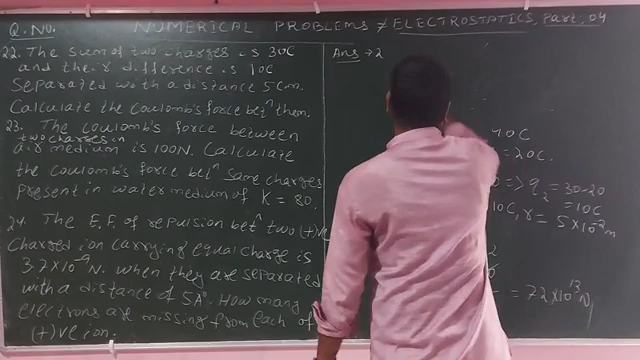 Q.NO. NUMERICAL PROBLEMS ≠ ELECTROSTATICS, Part, 04
22. The sum of two charges is 30C
and their difference is 10C
separated with a distance 5cm.
Calculate the Coulomb's force betⁿ them.
23. The Coulomb's force between
two charges in
air medium is 100N. Calculate
the Coulomb's force betⁿ same charges
present in water medium of K = 80.
24. The E.F. of repulsion betⁿ two (+)ve
Charged ion carrying equal charge is
3.7×10⁻⁹N. when they are separated
with a distance of 5A°. How many
electrons are missing from each of
(+)ve ion.
Ans → 2
40C
= 20C.
=> q₂ = 30-20
= 10C
10C, r = 5×10⁻²m
= 72×10¹³N,